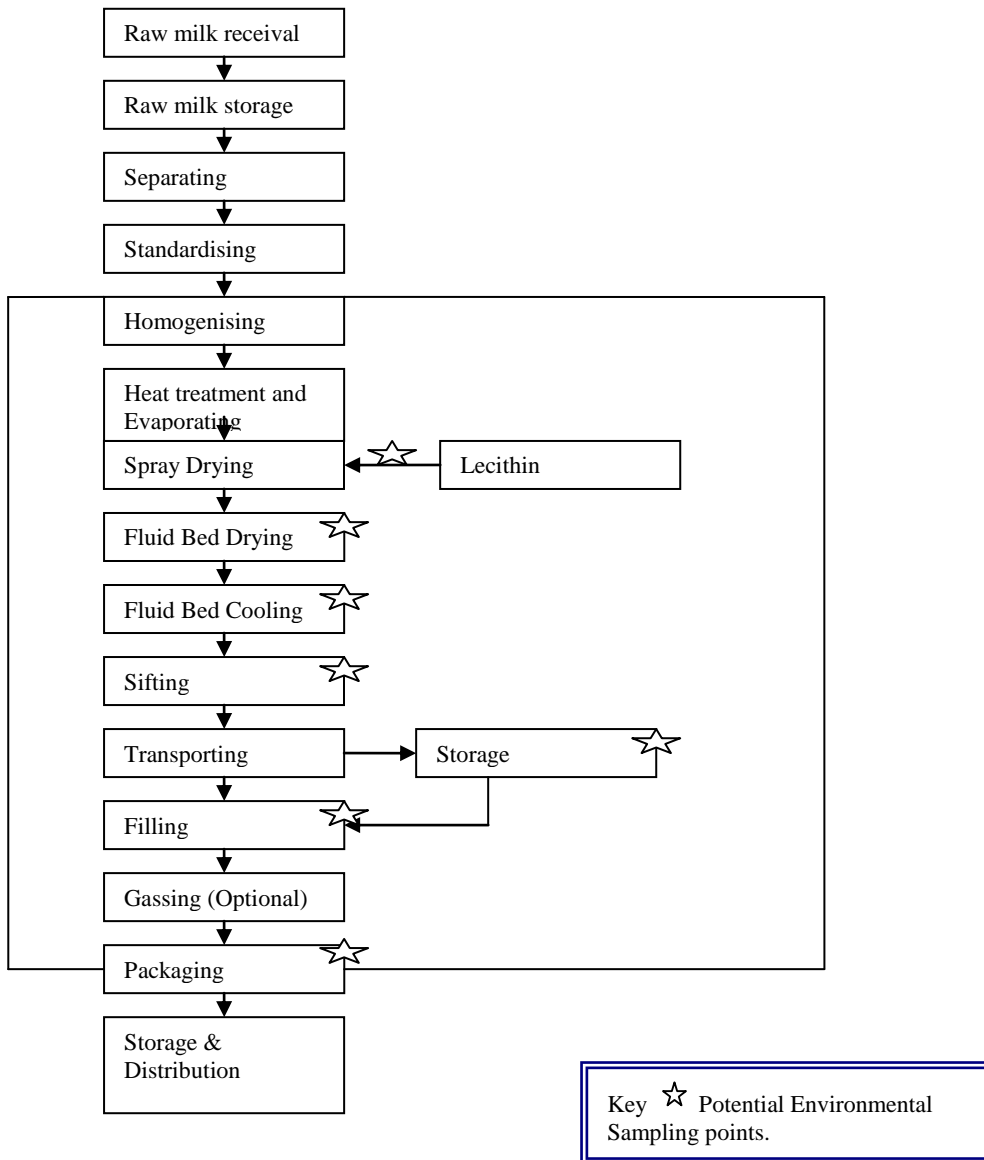 Raw milk receival
Raw milk storage
Separating
Standardising
Homogenising
Heat treatment and
Evaporating
Spray Drying
Lecithin
Fluid Bed Drying
Fluid Bed Cooling
Sifting
Transporting
Storage
Filling
Gassing (Optional)
Packaging
Storage &
Distribution
Key Potential Environmental
Sampling points.